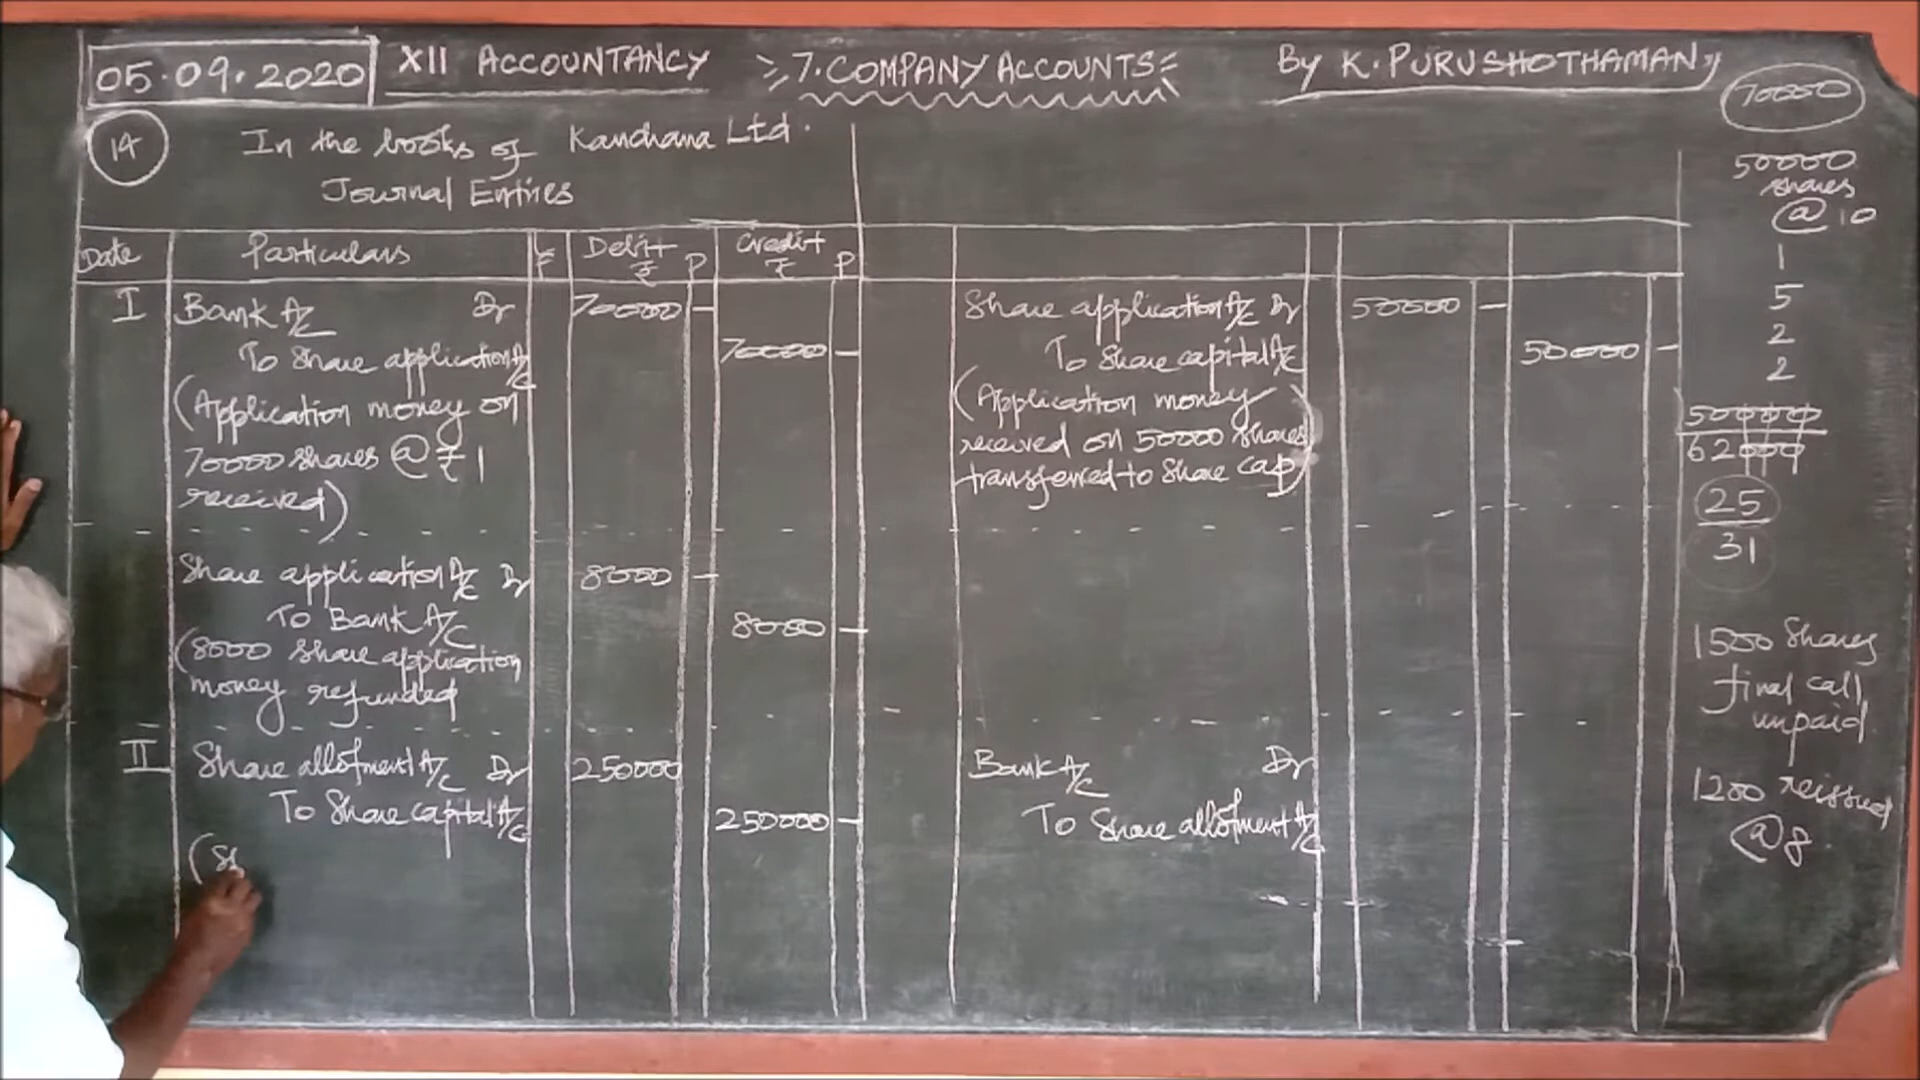 05.09.2020
XII ACCOUNTANCY
7. COMPANY ACCOUNTS
By K. PURUSHOTHAMAN
14
In the books of Kanchana Ltd.
Journal Entires
Date Particulars LF Debit ₹ P Credit ₹ P
I Bank A/c Dr 70000 –
To Share application A/c 70000 –
(Application money on
70000 shares @ ₹ 1
received)
Share application A/c Dr 8000 –
To Bank A/c 8000 –
(8000 share application
money refunded
II Share allotment A/c Dr 250000
To Share capital A/c 250000 –
Share application A/c Dr 50000 –
To Share capital A/c 50000 –
(Application money
received on 50000 shares
transferred to Share cap)
Bank A/c Dr
To Share allotment A/c
70000
50000
shares
@ 10
1
5
2
2
50000
62000
25
31
1500 Shares
final call
unpaid
1200 reissued
@ 8